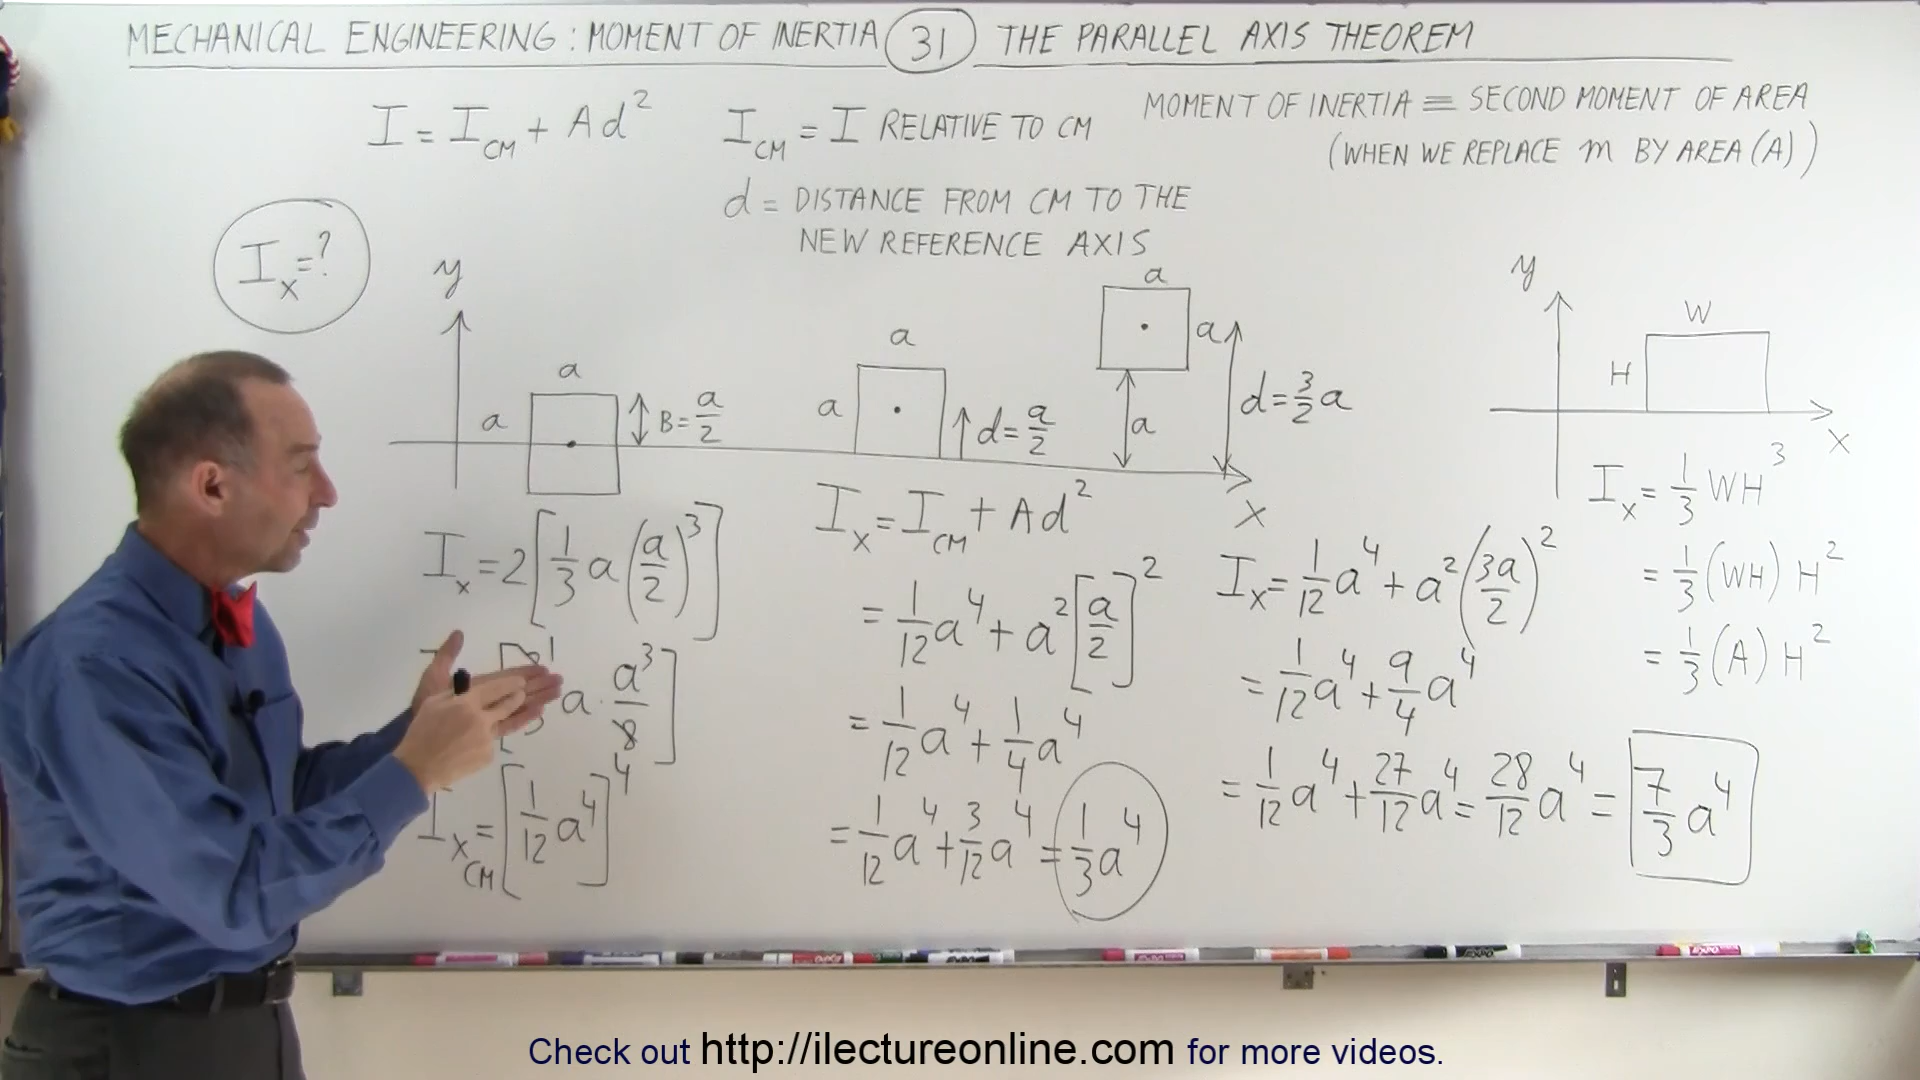 MECHANICAL ENGINEERING : MOMENT OF INERTIA 31 THE PARALLEL AXIS THEOREM
I = I_CM + Ad²
I_CM = I RELATIVE TO CM
d = DISTANCE FROM CM TO THE
NEW REFERENCE AXIS
MOMENT OF INERTIA ≡ SECOND MOMENT OF AREA
(WHEN WE REPLACE m BY AREA (A))
I_x = ?
y
a
a
B = a/2
a
a
d = a/2
a
a
a
d = 3/2 a
x
y
W
H
x
I_x = 2[1/3 a (a/2)³]
1
a · a³/8]
4
I_x CM = [1/12 a⁴]
I_x = I_CM + Ad²
= 1/12 a⁴ + a² [a/2]²
= 1/12 a⁴ + 1/4 a⁴
= 1/12 a⁴ + 3/12 a⁴ = 1/3 a⁴
I_x = 1/12 a⁴ + a² (3a/2)²
= 1/12 a⁴ + 9/4 a⁴
= 1/12 a⁴ + 27/12 a⁴ = 28/12 a⁴ = 7/3 a⁴
I_x = 1/3 WH³
= 1/3 (WH) H²
= 1/3 (A) H²
Check out http://ilectureonline.com for more videos.